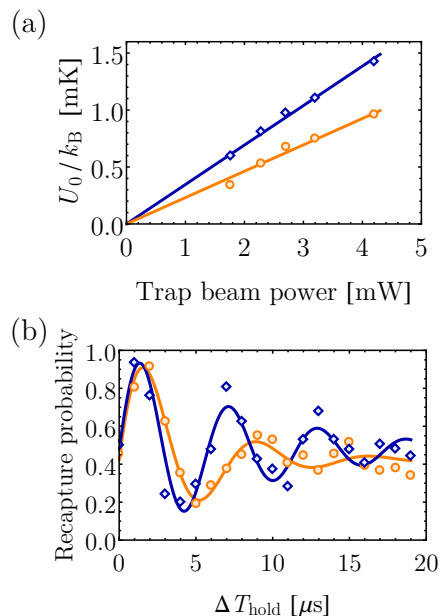 (a)
U₀/k_B [mK]
1.5
1.0
0.5
0.0
0 1 2 3 4 5
Trap beam power [mW]
(b)
Recapture probability
1.0
0.8
0.6
0.4
0.2
0.0
0 5 10 15 20
Δ T_hold [μs]